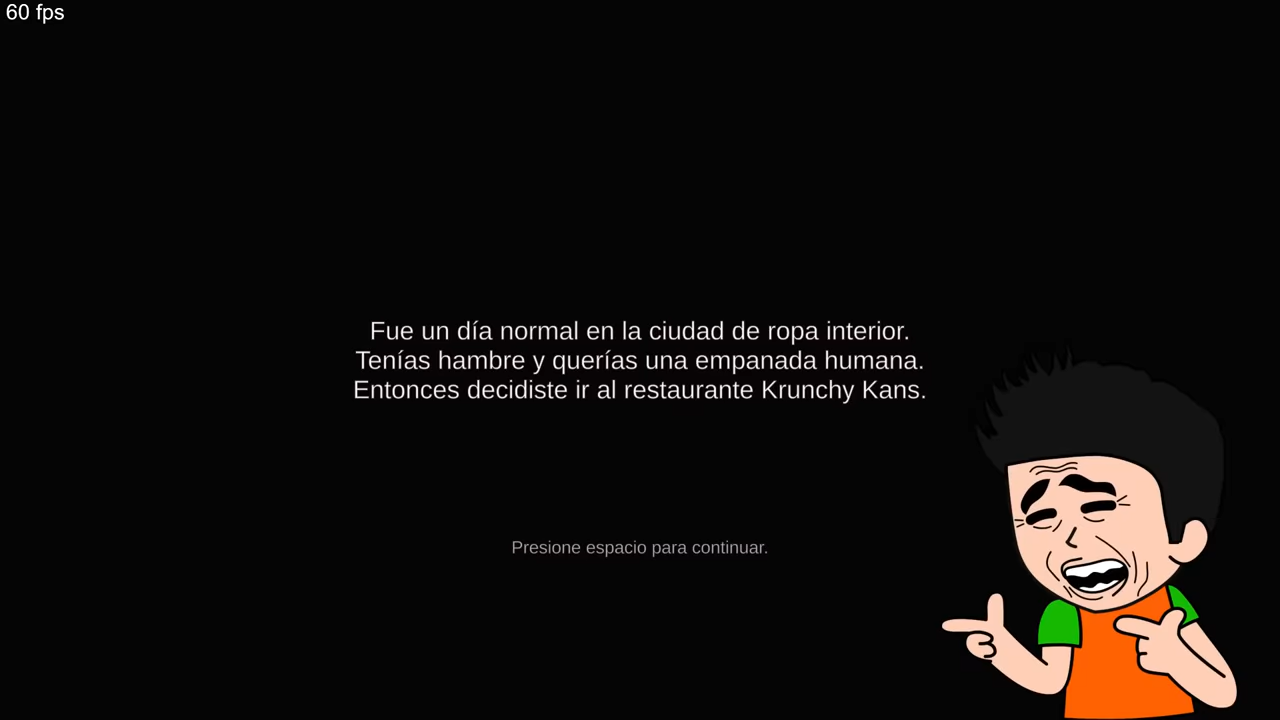 60 fps
Fue un día normal en la ciudad de ropa interior.
Tenías hambre y querías una empanada humana.
Entonces decidiste ir al restaurante Krunchy Kans.
Presione espacio para continuar.